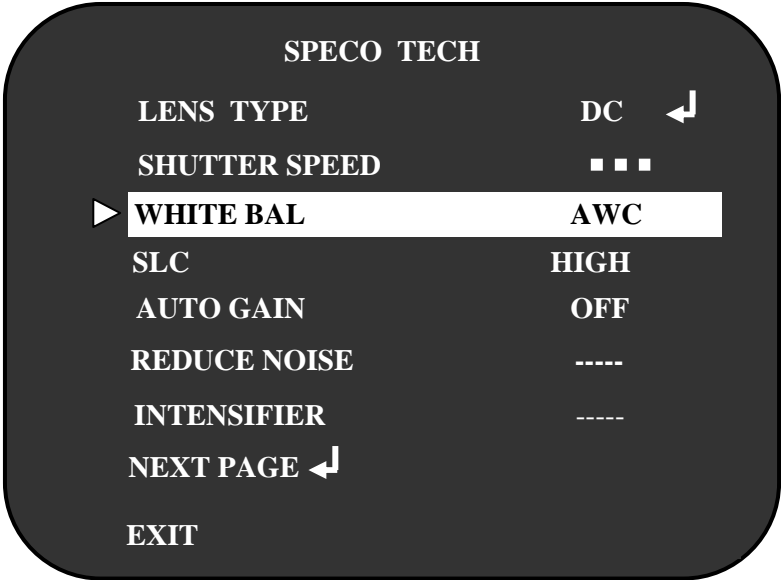 SPECO TECH
LENS TYPE DC ↲
SHUTTER SPEED ▪ ▪ ▪
WHITE BAL AWC
SLC HIGH
AUTO GAIN OFF
REDUCE NOISE -----
INTENSIFIER -----
NEXT PAGE ↲
EXIT